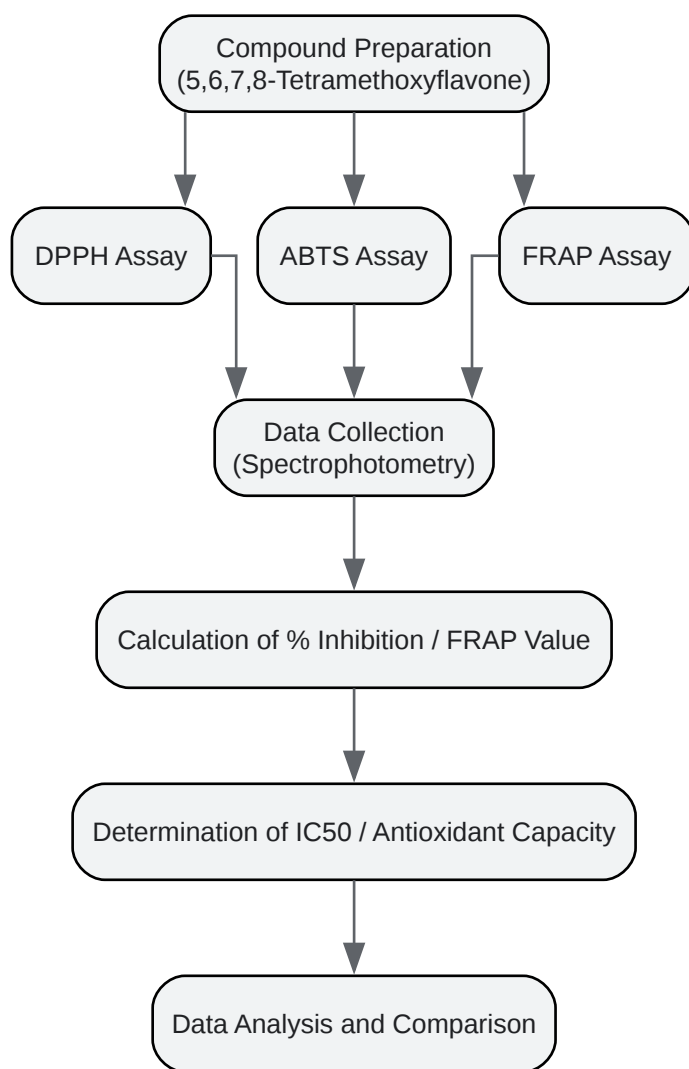 Compound Preparation
(5,6,7,8-Tetramethoxyflavone)
DPPH Assay
ABTS Assay
FRAP Assay
Data Collection
(Spectrophotometry)
Calculation of % Inhibition / FRAP Value
Determination of IC50 / Antioxidant Capacity
Data Analysis and Comparison